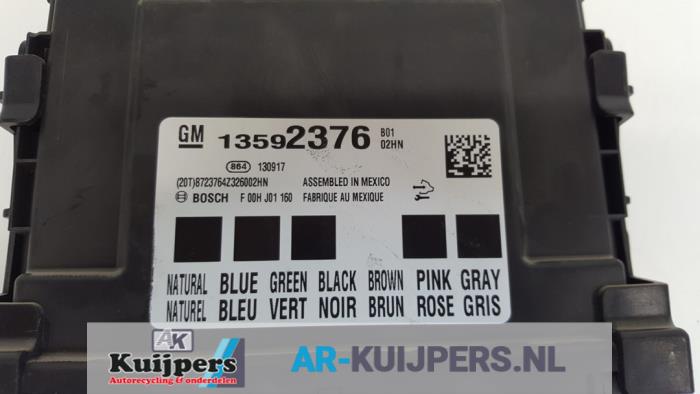 GM 13592376 B01
02HN
864 130917
(20T)8723764Z326002HN ASSEMBLED IN MEXICO
BOSCH F 00H J01 160 FABRIQUE AU MEXIQUE
NATURAL BLUE GREEN BLACK BROWN PINK GRAY
NATUREL BLEU VERT NOIR BRUN ROSE GRIS
AK
Kuijpers
Autorecycling & onderdelen
AR-KUIJPERS.NL